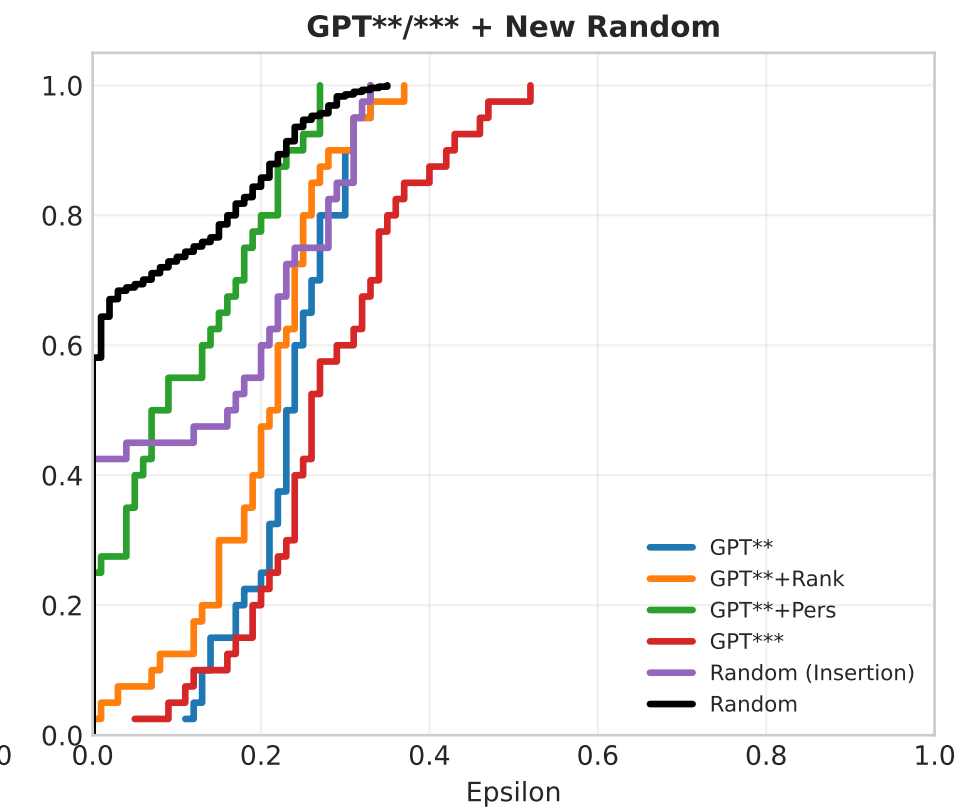 GPT**/*** + New Random
1.0
0.8
0.6
0.4
0.2
0.0
0 0.0 0.2 0.4 0.6 0.8 1.0
Epsilon
GPT**
GPT**+Rank
GPT**+Pers
GPT***
Random (Insertion)
Random